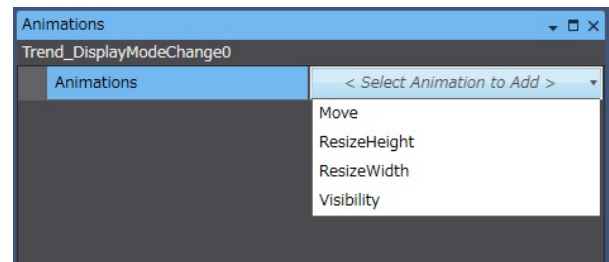 Animations
Trend_DisplayModeChange0
Animations < Select Animation to Add >
Move
ResizeHeight
ResizeWidth
Visibility